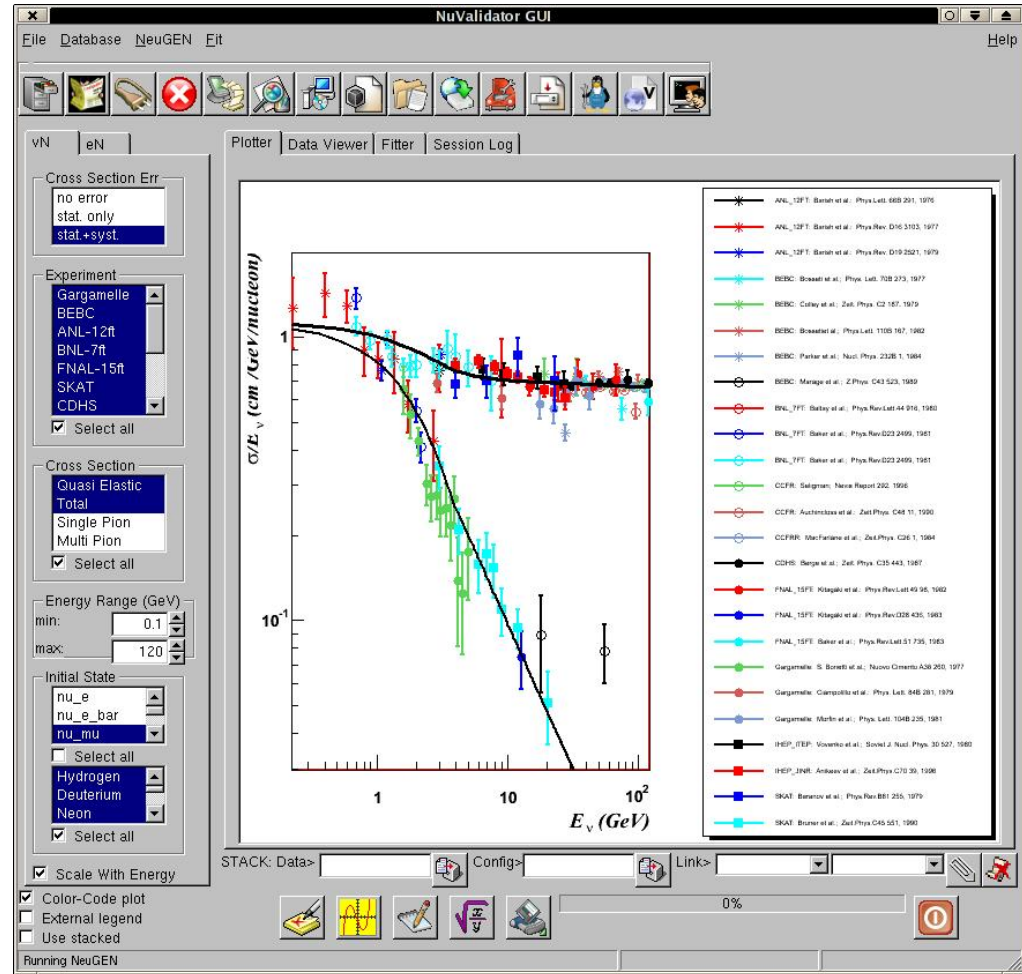 NuValidator GUI
File Database NeuGEN Fit Help
vN eN
Plotter Data Viewer Fitter Session Log
Cross Section Err
no error
stat. only
stat.+syst.
Experiment
Gargamelle
BEBC
ANL-12ft
BNL-7ft
FNAL-15ft
SKAT
CDHS
Select all
Cross Section
Quasi Elastic
Total
Single Pion
Multi Pion
Select all
Energy Range (GeV)
min: 0.1
max: 120
Initial State
nu_e
nu_e_bar
nu_mu
Select all
Hydrogen
Deuterium
Neon
Select all
Scale With Energy
Color-Code plot
External legend
Use stacked
σ/Eν (cm /GeV/nucleon)
1
10⁻¹
1 10 10²
Eν (GeV)
ANL_12FT: Barish et al.; Phys.Lett. 66B 291, 1976
ANL_12FT: Barish et al.; Phys.Rev. D16 3103, 1977
ANL_12FT: Barish et al.; Phys.Rev. D19 2521, 1979
BEBC: Bosseti et al.; Phys. Lett. 70B 273, 1977
BEBC: Colley et al.; Zeit. Phys. C2 187, 1979
BEBC: Bossetiet al.; Phys.Lett. 110B 167, 1982
BEBC: Parker et al.; Nucl. Phys. 232B 1, 1984
BEBC: Marage et al.; Z.Phys C43 523, 1989
BNL_7FT: Baltay et al.; Phys.Rev.Lett 44 916, 1980
BNL_7FT: Baker et al.; Phys.Rev.D23 2499, 1981
BNL_7FT: Baker et al.; Phys.Rev.D23 2499, 1981
CCFR: Seligman; Nevis Report 292, 1996
CCFR: Auchincloss et al.; Zeit.Phys. C48 11, 1990
CCFRR: MacFarlane et al.; Zeit.Phys. C26 1, 1984
CDHS: Berge et al.; Zeit. Phys. C35 443, 1987
FNAL_15FT: Kitagaki et al.; Phys.Rev.Lett 49 98, 1982
FNAL_15FT: Kitagaki et al.; Phys.Rev.D28 436, 1983
FNAL_15FT: Baker et al.; Phys.Rev.Lett.51 735, 1983
Gargamelle: S. Bonetti et al.; Nuovo Cimento A38 260, 1977
Gargamelle: Ciampolillo et al.; Phys. Lett. 84B 281, 1979
Gargamelle: Morfin et al.; Phys. Lett. 104B 235, 1981
IHEP_ITEP: Vovenko et al.; Soviet J. Nucl. Phys. 30 527, 1980
IHEP_JINR: Anikeev et al.; Zeit.Phys.C70 39, 1996
SKAT: Baranov et al.; Phys.Rev.B81 255, 1979
SKAT: Bruner et al.; Zeit.Phys.C45 551, 1990
STACK: Data> Config> Link>
0%
Running NeuGEN